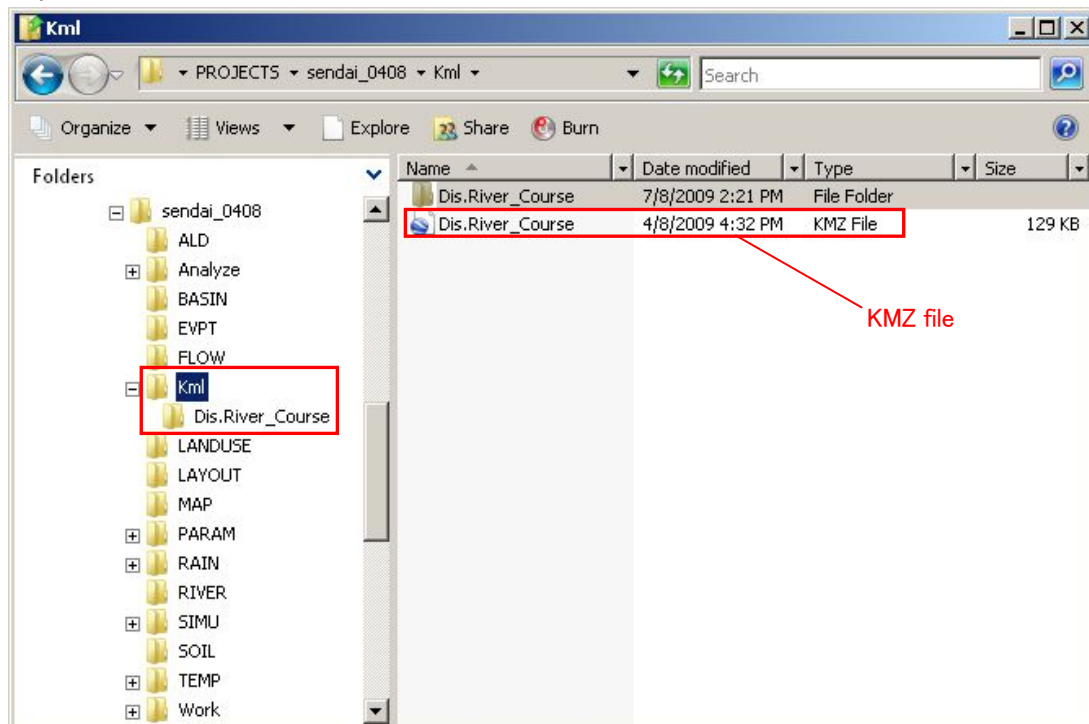 Kml
PROJECTS sendai_0408 Kml Search
Organize Views Explore Share Burn
Folders
Name Date modified Type Size
Dis.River_Course 7/8/2009 2:21 PM File Folder
Dis.River_Course 4/8/2009 4:32 PM KMZ File 129 KB
KMZ file
sendai_0408
ALD
Analyze
BASIN
EVPT
FLOW
Kml
Dis.River_Course
LANDUSE
LAYOUT
MAP
PARAM
RAIN
RIVER
SIMU
SOIL
TEMP
Work